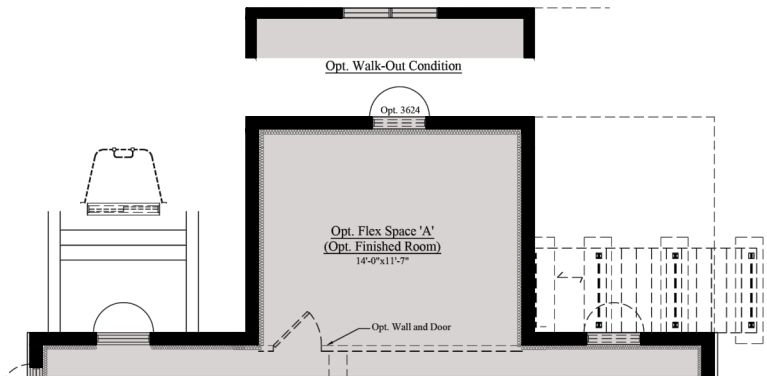 Opt. Walk-Out Condition
Opt. 3624
Opt. Flex Space 'A'
(Opt. Finished Room)
14'-0"x11'-7"
Opt. Wall and Door